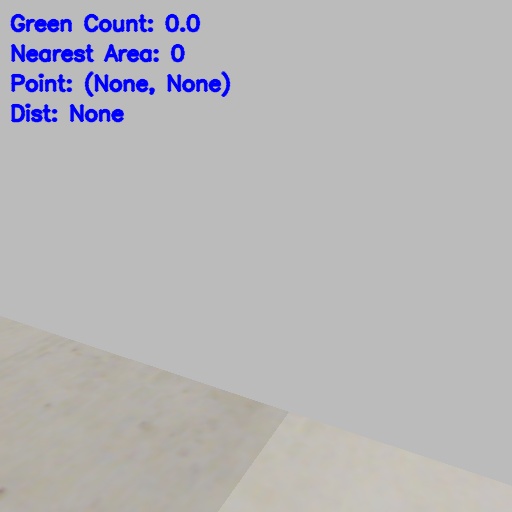 Green Count: 0.0
Nearest Area: 0
Point: (None, None)
Dist: None